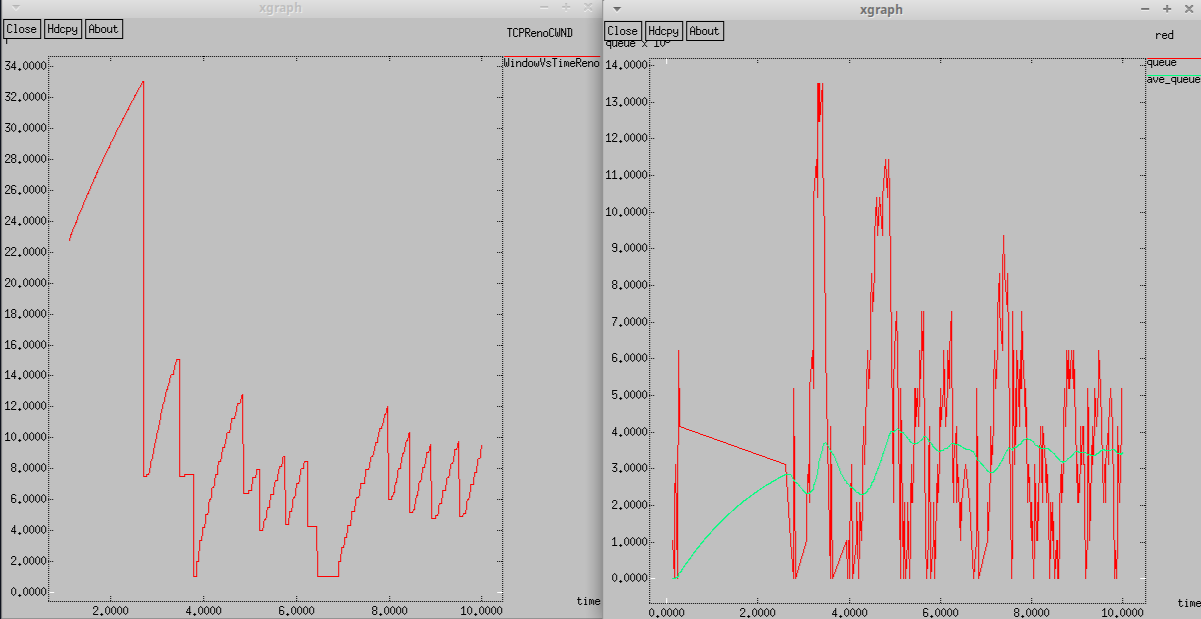 xgraph
Close Hdcpy About
TCPRenoCWND
34.0000
WindowVsTimeReno
32.0000
30.0000
28.0000
26.0000
24.0000
22.0000
20.0000
18.0000
16.0000
14.0000
12.0000
10.0000
8.0000
6.0000
4.0000
2.0000
0.0000
time
2.0000 4.0000 6.0000 8.0000 10.0000
xgraph
Close Hdcpy About
red
queue x 10³
14.0000
queue
ave_queue
13.0000
12.0000
11.0000
10.0000
9.0000
8.0000
7.0000
6.0000
5.0000
4.0000
3.0000
2.0000
1.0000
0.0000
time
0.0000 2.0000 4.0000 6.0000 8.0000 10.0000